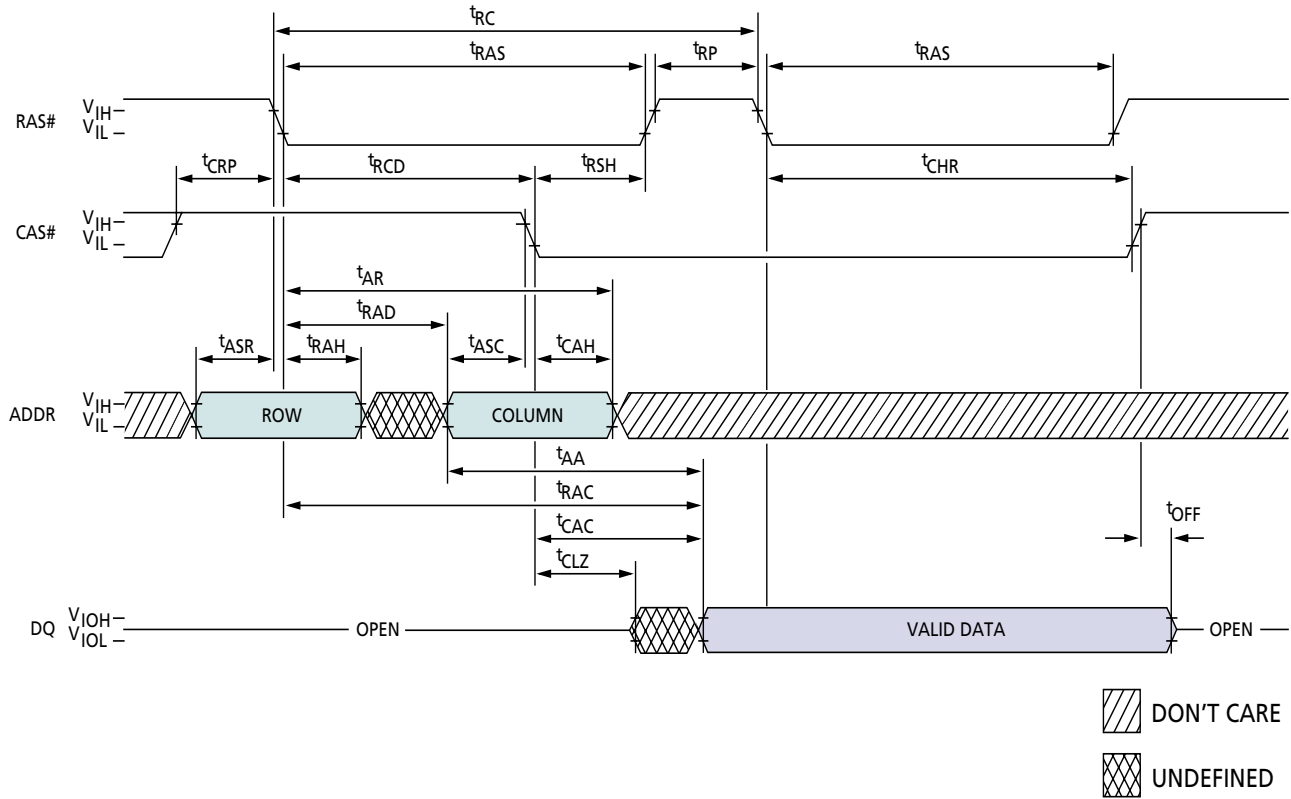 tRC
tRAS
tRP
tRAS
RAS#
VIH
VIL
tCRP
tRCD
tRSH
tCHR
CAS#
VIH
VIL
tAR
tRAD
tASR
tRAH
tASC
tCAH
ADDR
VIH
VIL
ROW
COLUMN
tAA
tRAC
tCAC
tOFF
tCLZ
DQ
VIOH
VIOL
OPEN
VALID DATA
OPEN
DON'T CARE
UNDEFINED